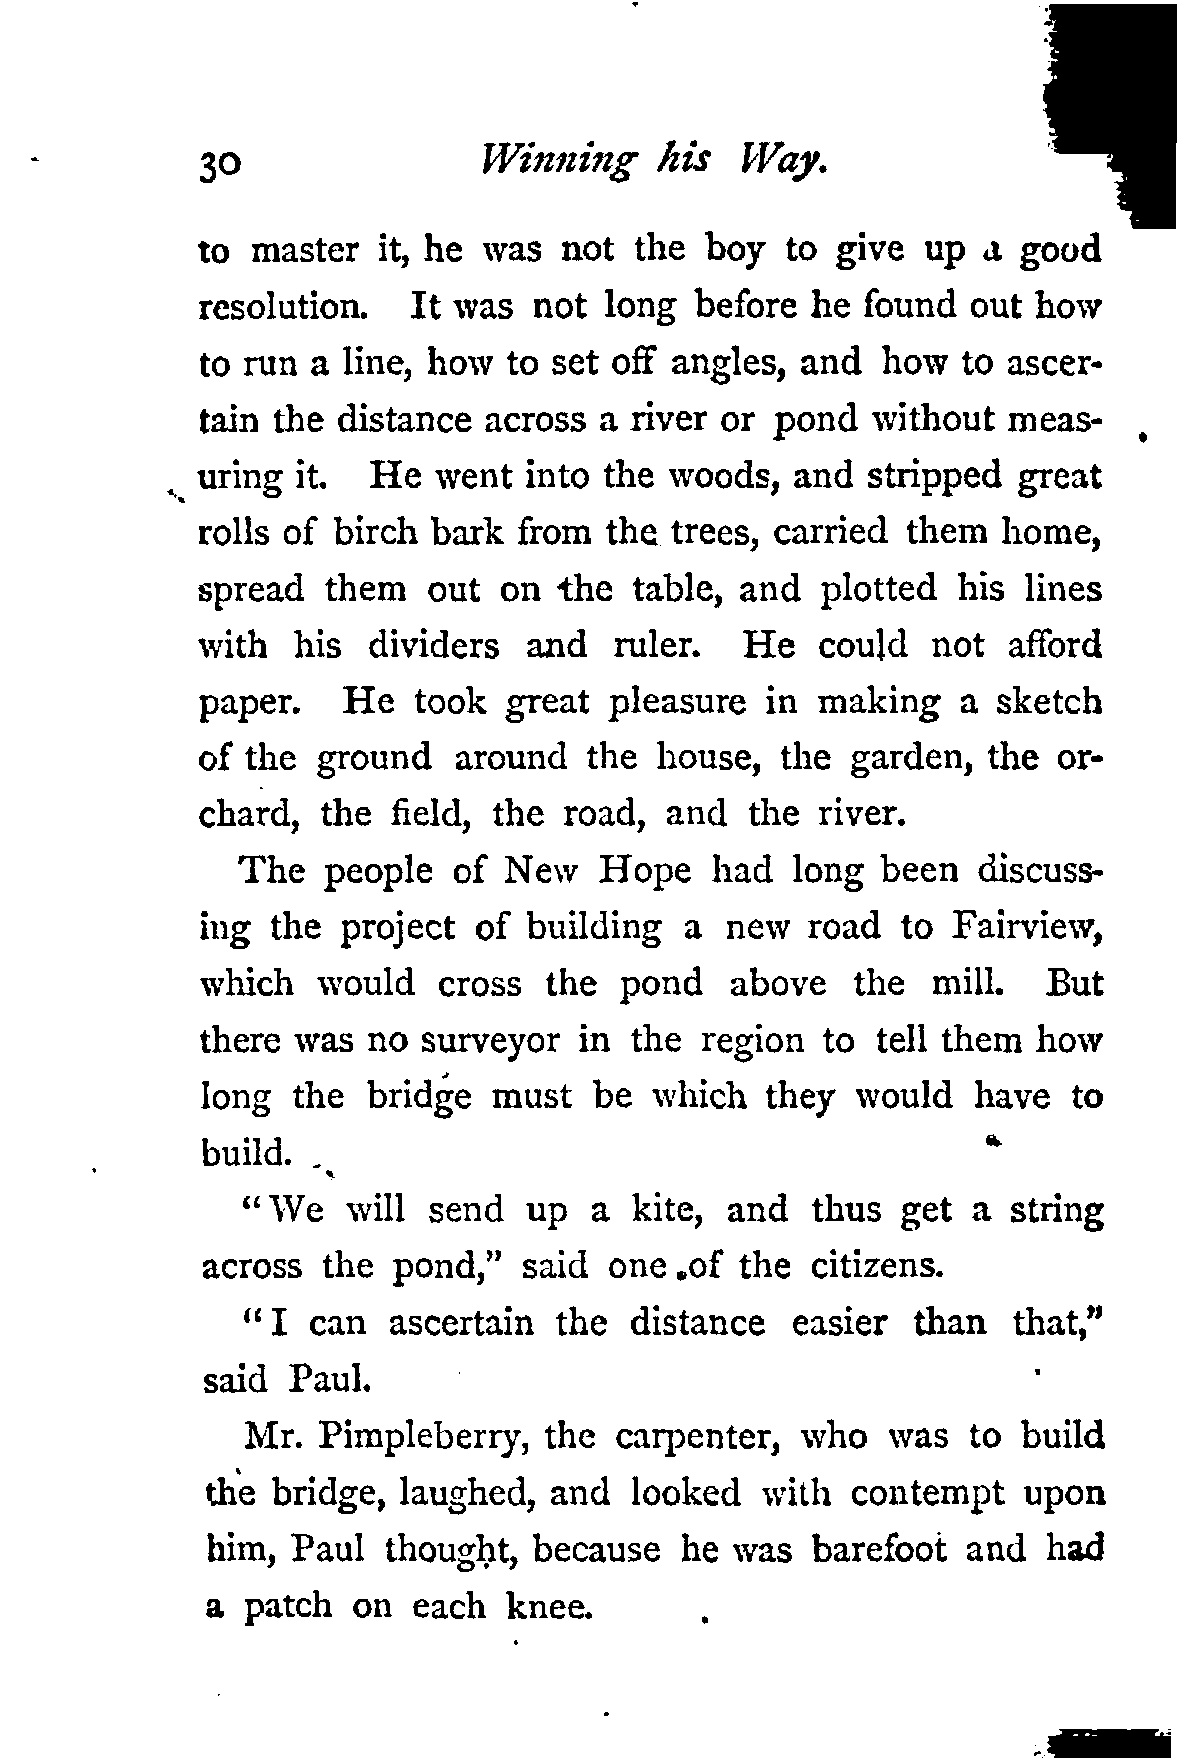 30 Winning his Way.
to master it, he was not the boy to give up a good
resolution. It was not long before he found out how
to run a line, how to set off angles, and how to ascer-
tain the distance across a river or pond without meas-
uring it. He went into the woods, and stripped great
rolls of birch bark from the trees, carried them home,
spread them out on the table, and plotted his lines
with his dividers and ruler. He could not afford
paper. He took great pleasure in making a sketch
of the ground around the house, the garden, the or-
chard, the field, the road, and the river.
The people of New Hope had long been discuss-
ing the project of building a new road to Fairview,
which would cross the pond above the mill. But
there was no surveyor in the region to tell them how
long the bridge must be which they would have to
build.
"We will send up a kite, and thus get a string
across the pond," said one of the citizens.
"I can ascertain the distance easier than that,"
said Paul.
Mr. Pimpleberry, the carpenter, who was to build
the bridge, laughed, and looked with contempt upon
him, Paul thought, because he was barefoot and had
a patch on each knee.